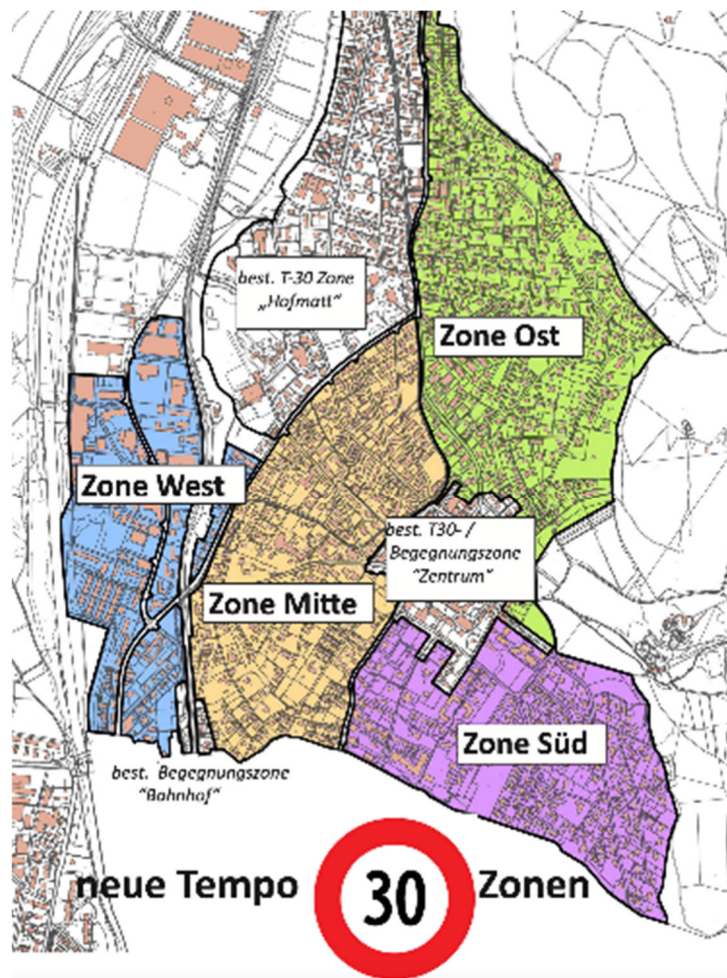 best. T-30 Zone
„Hofmatt“
Zone Ost
Zone West
best. T30- /
Begegnungszone
"Zentrum"
Zone Mitte
Zone Süd
best. Begegnungszone
"Bahnhof"
neue Tempo 30 Zonen